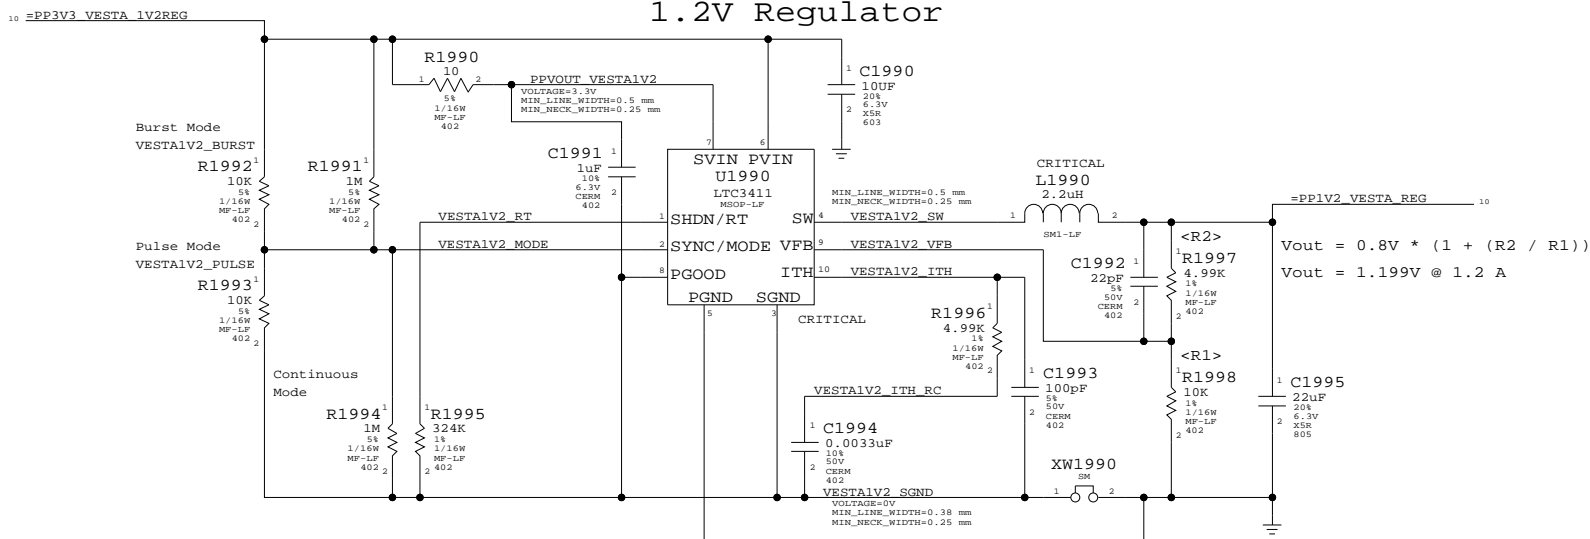 1.2V Regulator
10 =PP3V3_VESTA_1V2REG
R1990
10
1 2
5%
1/16W
MF-LF
402
PPVOUT_VESTA1V2
VOLTAGE=3.3V
MIN_LINE_WIDTH=0.5 mm
MIN_NECK_WIDTH=0.25 mm
1 C1990
10UF
20%
6.3V
2 X5R
603
Burst Mode
VESTA1V2_BURST
R1992 1
10K
5%
1/16W
MF-LF
402 2
R1991 1
1M
5%
1/16W
MF-LF
402 2
C1991 1
1uF
10%
6.3V 2
CERM
402
7 6
SVIN PVIN
U1990
LTC3411
MSOP-LF
1 SHDN/RT
2 SYNC/MODE
8 PGOOD
SW 4
VFB 9
ITH 10
PGND SGND
5 3
CRITICAL
VESTA1V2_RT
VESTA1V2_MODE
MIN_LINE_WIDTH=0.5 mm
MIN_NECK_WIDTH=0.25 mm
VESTA1V2_SW
VESTA1V2_VFB
VESTA1V2_ITH
CRITICAL
L1990
2.2uH
1 2
SM1-LF
=PP1V2_VESTA_REG 10
Vout = 0.8V * (1 + (R2 / R1))
Vout = 1.199V @ 1.2 A
Pulse Mode
VESTA1V2_PULSE
R1993 1
10K
5%
1/16W
MF-LF
402 2
C1992 1
22pF
5%
50V 2
CERM
402
<R2>
1 R1997
4.99K
1%
1/16W
MF-LF
2 402
R1996 1
4.99K
1%
1/16W
MF-LF
402 2
<R1>
1 R1998
10K
1%
1/16W
MF-LF
2 402
1 C1993
100pF
5%
50V
2 CERM
402
1 C1995
22uF
20%
6.3V
2 X5R
805
Continuous
Mode
VESTA1V2_ITH_RC
R1994 1
1M
5%
1/16W
MF-LF
402 2
1 R1995
324K
1%
1/16W
MF-LF
2 402
1 C1994
0.0033uF
10%
50V
2 CERM
402
XW1990
SM
1 2
VESTA1V2_SGND
VOLTAGE=0V
MIN_LINE_WIDTH=0.38 mm
MIN_NECK_WIDTH=0.25 mm